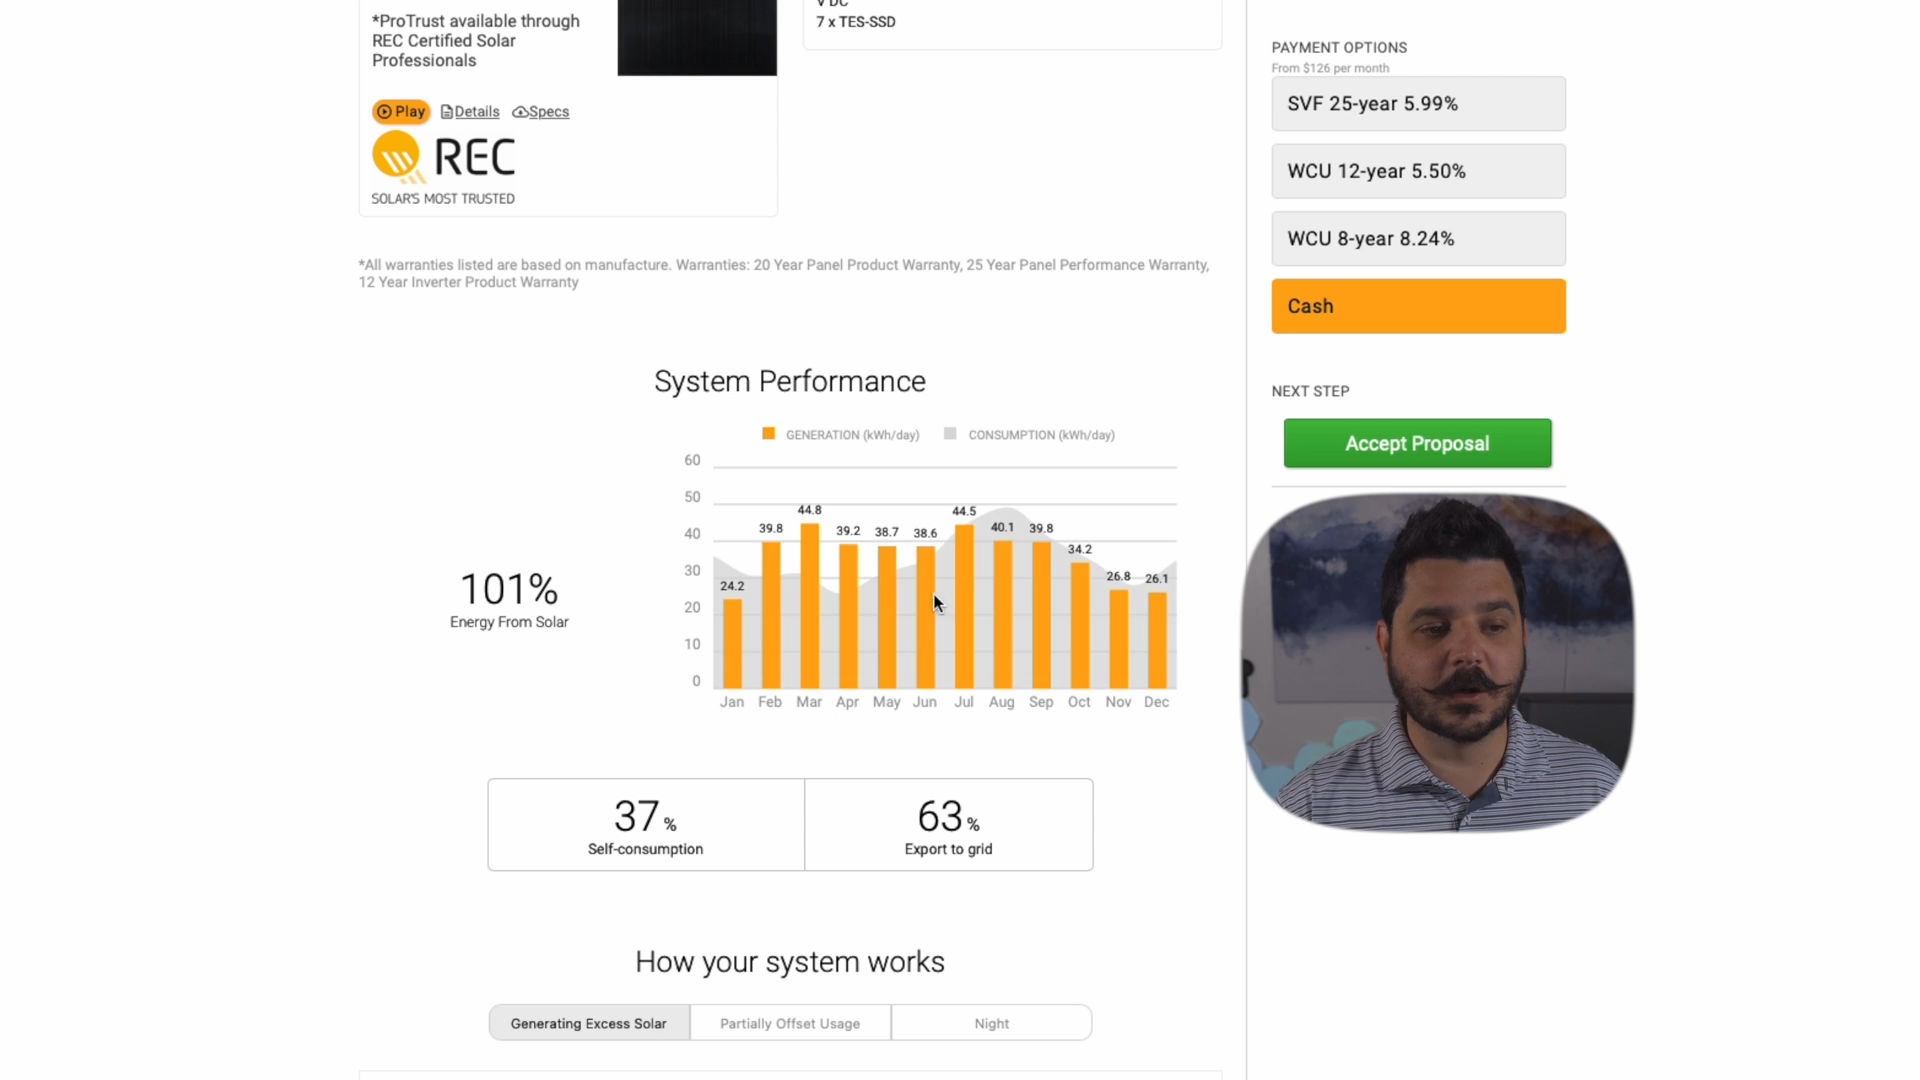 *ProTrust available through
REC Certified Solar
Professionals
Play Details Specs
REC
SOLAR'S MOST TRUSTED
V DC
7 x TES-SSD
*All warranties listed are based on manufacture. Warranties: 20 Year Panel Product Warranty, 25 Year Panel Performance Warranty,
12 Year Inverter Product Warranty
System Performance
GENERATION (kWh/day) CONSUMPTION (kWh/day)
60
50
40
30
20
10
0
24.2
39.8
44.8
39.2
38.7
38.6
44.5
40.1
39.8
34.2
26.8
26.1
Jan Feb Mar Apr May Jun Jul Aug Sep Oct Nov Dec
101%
Energy From Solar
37 %
Self-consumption
63 %
Export to grid
How your system works
Generating Excess Solar
Partially Offset Usage
Night
PAYMENT OPTIONS
From $126 per month
SVF 25-year 5.99%
WCU 12-year 5.50%
WCU 8-year 8.24%
Cash
NEXT STEP
Accept Proposal